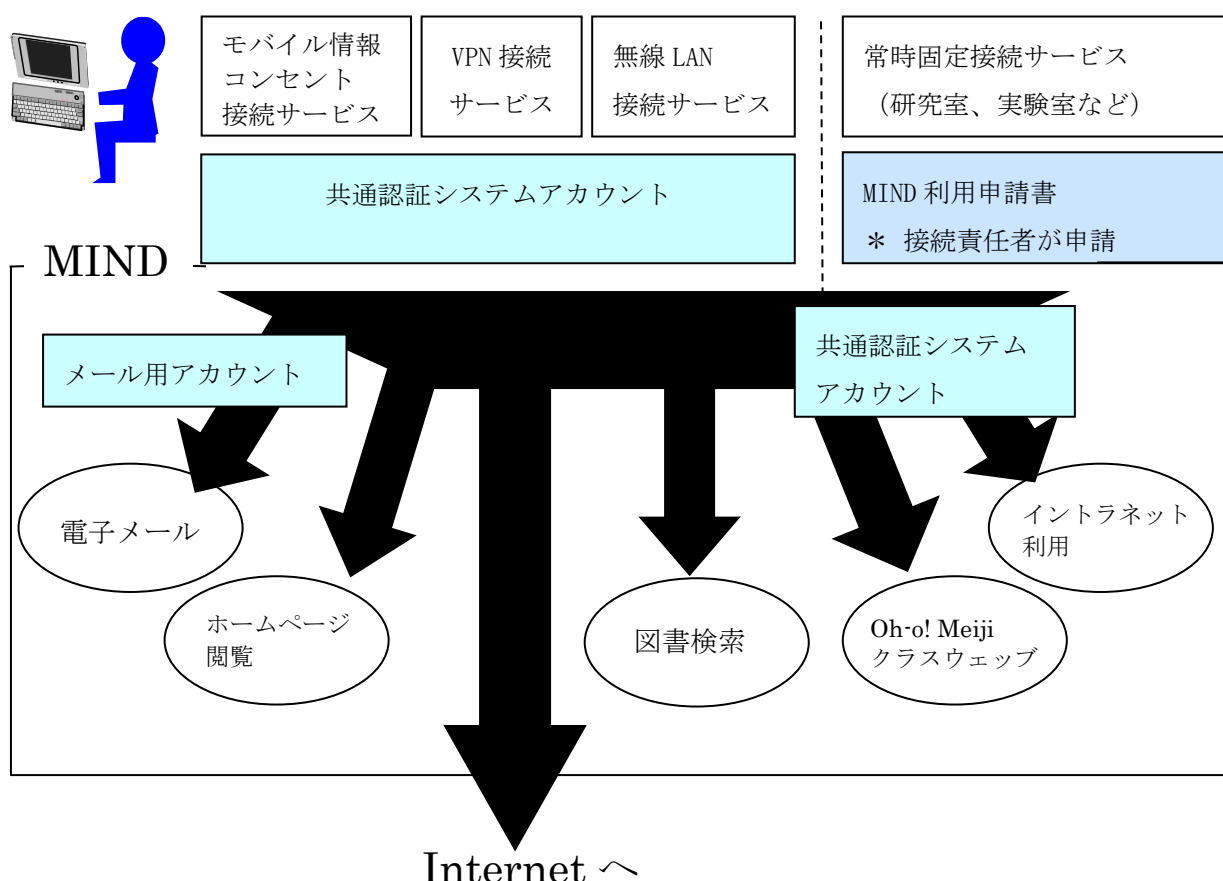 モバイル情報
コンセント
接続サービス
VPN 接続
サービス
無線 LAN
接続サービス
常時固定接続サービス
（研究室、実験室など）
共通認証システムアカウント
MIND 利用申請書
＊ 接続責任者が申請
MIND
メール用アカウント
共通認証システム
アカウント
電子メール
ホームページ
閲覧
図書検索
Oh-o! Meiji
クラスウェッブ
イントラネット
利用
Internet へ